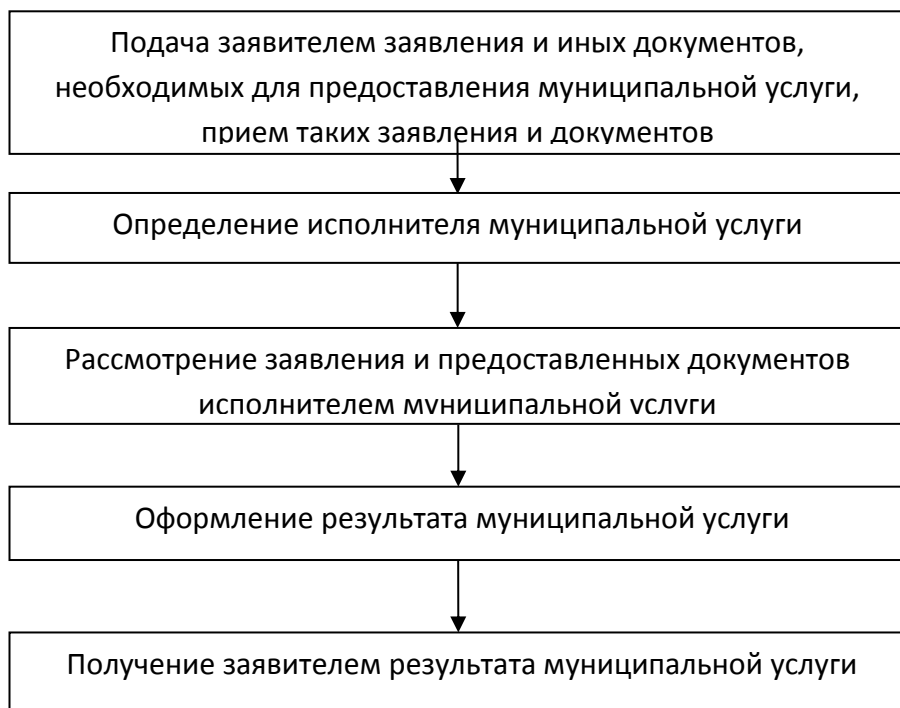 Подача заявителем заявления и иных документов,
необходимых для предоставления муниципальной услуги,
прием таких заявления и документов
Определение исполнителя муниципальной услуги
Рассмотрение заявления и предоставленных документов
исполнителем муниципальной услуги
Оформление результата муниципальной услуги
Получение заявителем результата муниципальной услуги